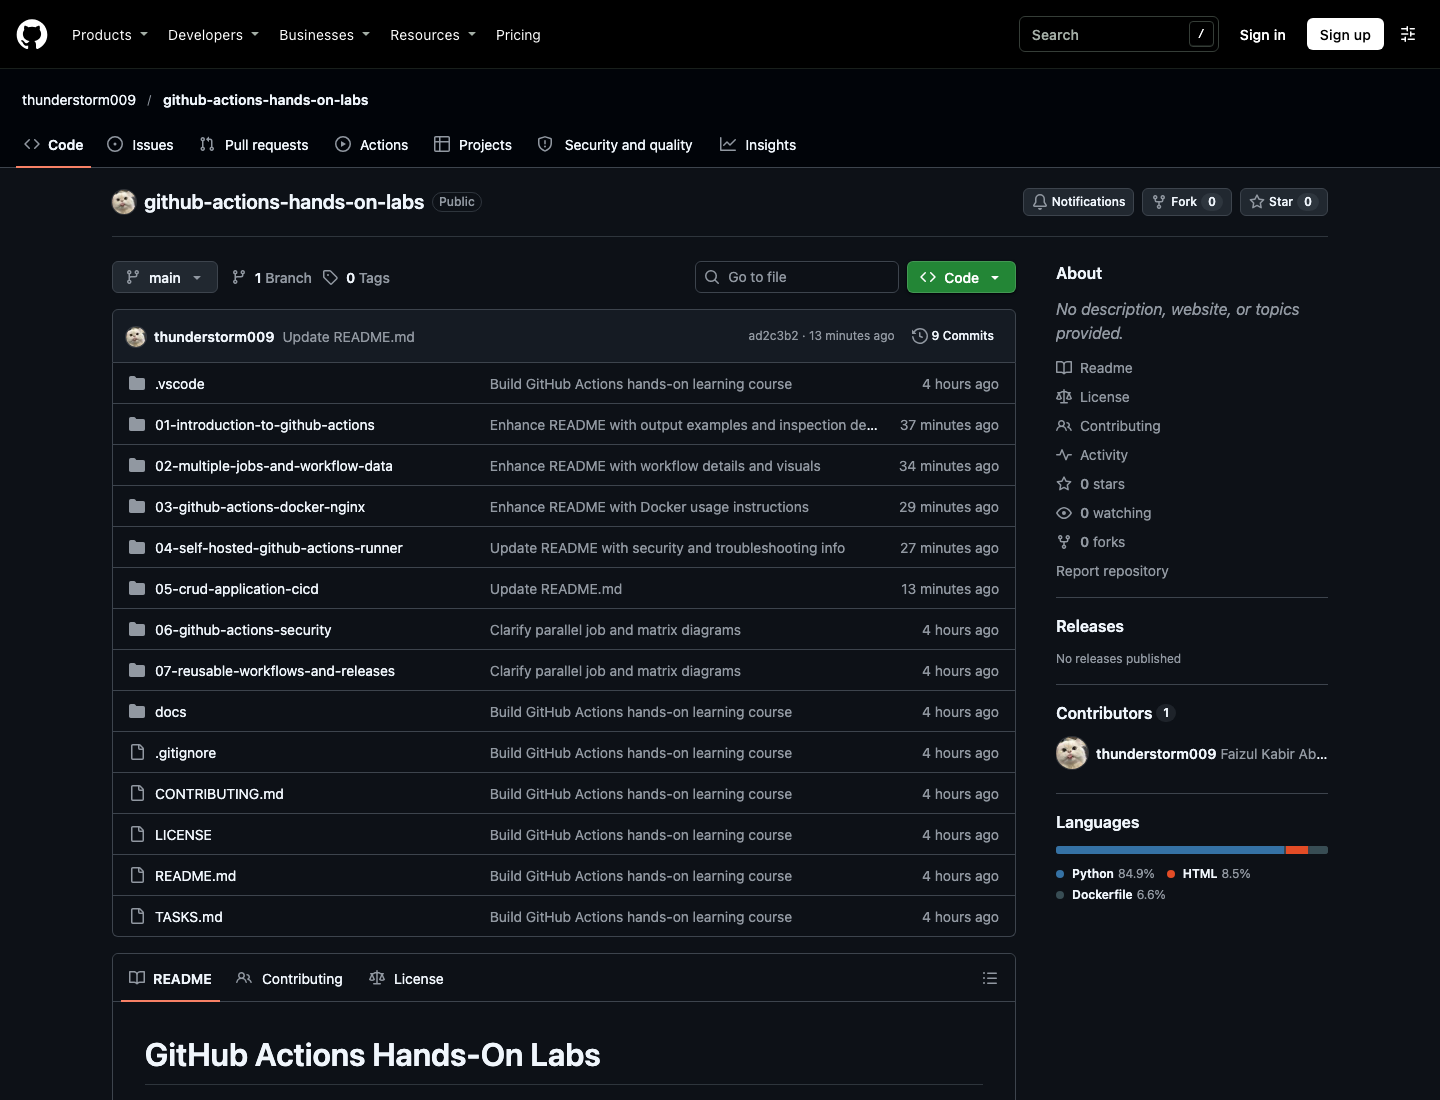 Products Developers Businesses Resources Pricing Search / Sign in Sign up
thunderstorm009 / github-actions-hands-on-labs
Code Issues Pull requests Actions Projects Security and quality Insights
github-actions-hands-on-labs Public Notifications Fork 0 Star 0
main 1 Branch 0 Tags Go to file Code
thunderstorm009 Update README.md ad2c3b2 · 13 minutes ago 9 Commits
.vscode Build GitHub Actions hands-on learning course 4 hours ago
01-introduction-to-github-actions Enhance README with output examples and inspection de... 37 minutes ago
02-multiple-jobs-and-workflow-data Enhance README with workflow details and visuals 34 minutes ago
03-github-actions-docker-nginx Enhance README with Docker usage instructions 29 minutes ago
04-self-hosted-github-actions-runner Update README with security and troubleshooting info 27 minutes ago
05-crud-application-cicd Update README.md 13 minutes ago
06-github-actions-security Clarify parallel job and matrix diagrams 4 hours ago
07-reusable-workflows-and-releases Clarify parallel job and matrix diagrams 4 hours ago
docs Build GitHub Actions hands-on learning course 4 hours ago
.gitignore Build GitHub Actions hands-on learning course 4 hours ago
CONTRIBUTING.md Build GitHub Actions hands-on learning course 4 hours ago
LICENSE Build GitHub Actions hands-on learning course 4 hours ago
README.md Build GitHub Actions hands-on learning course 4 hours ago
TASKS.md Build GitHub Actions hands-on learning course 4 hours ago
README Contributing License
GitHub Actions Hands-On Labs
About
No description, website, or topics
provided.
Readme
License
Contributing
Activity
0 stars
0 watching
0 forks
Report repository
Releases
No releases published
Contributors 1
thunderstorm009 Faizul Kabir Ab...
Languages
Python 84.9% HTML 8.5%
Dockerfile 6.6%